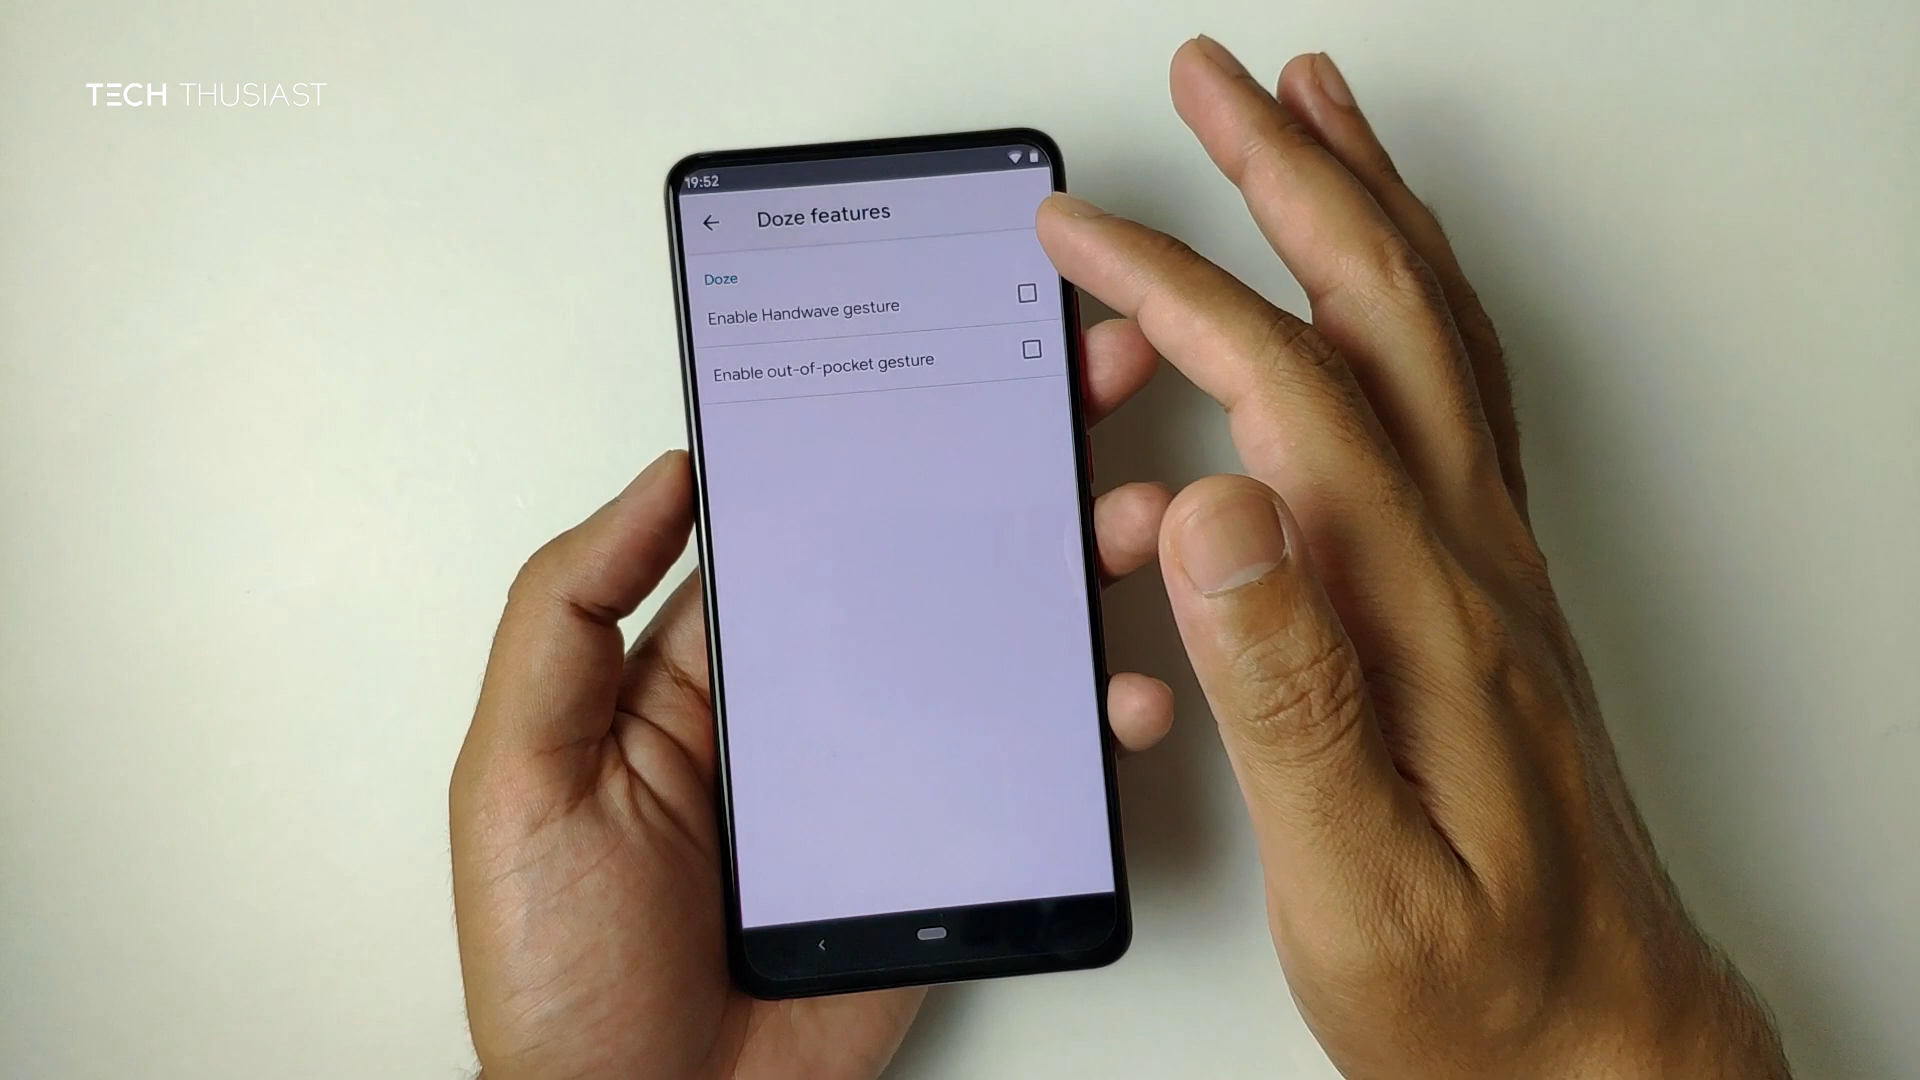 TECH THUSIAST
19:52
Doze features
Doze
Enable Handwave gesture
Enable out-of-pocket gesture